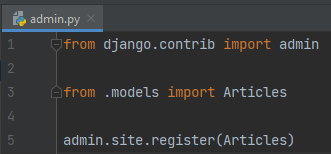 admin.py
1 from django.contrib import admin
2
3 from .models import Articles
4
5 admin.site.register(Articles)